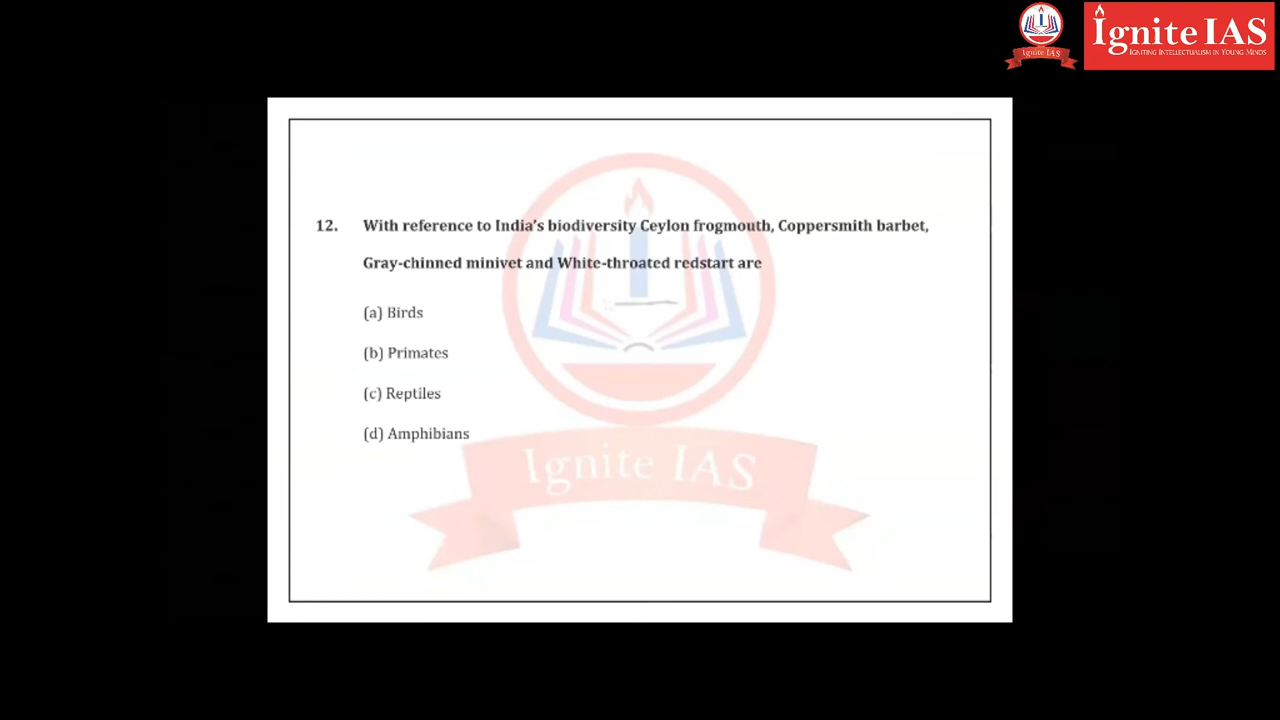 Ignite IAS
IGNITING INTELLECTUALISM IN YOUNG MINDS
Ignite IAS
12. With reference to India's biodiversity Ceylon frogmouth, Coppersmith barbet,
Gray-chinned minivet and White-throated redstart are
(a) Birds
(b) Primates
(c) Reptiles
(d) Amphibians
Ignite IAS